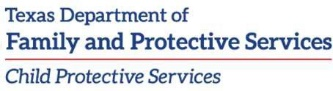 Texas Department of
Family and Protective Services
Child Protective Services